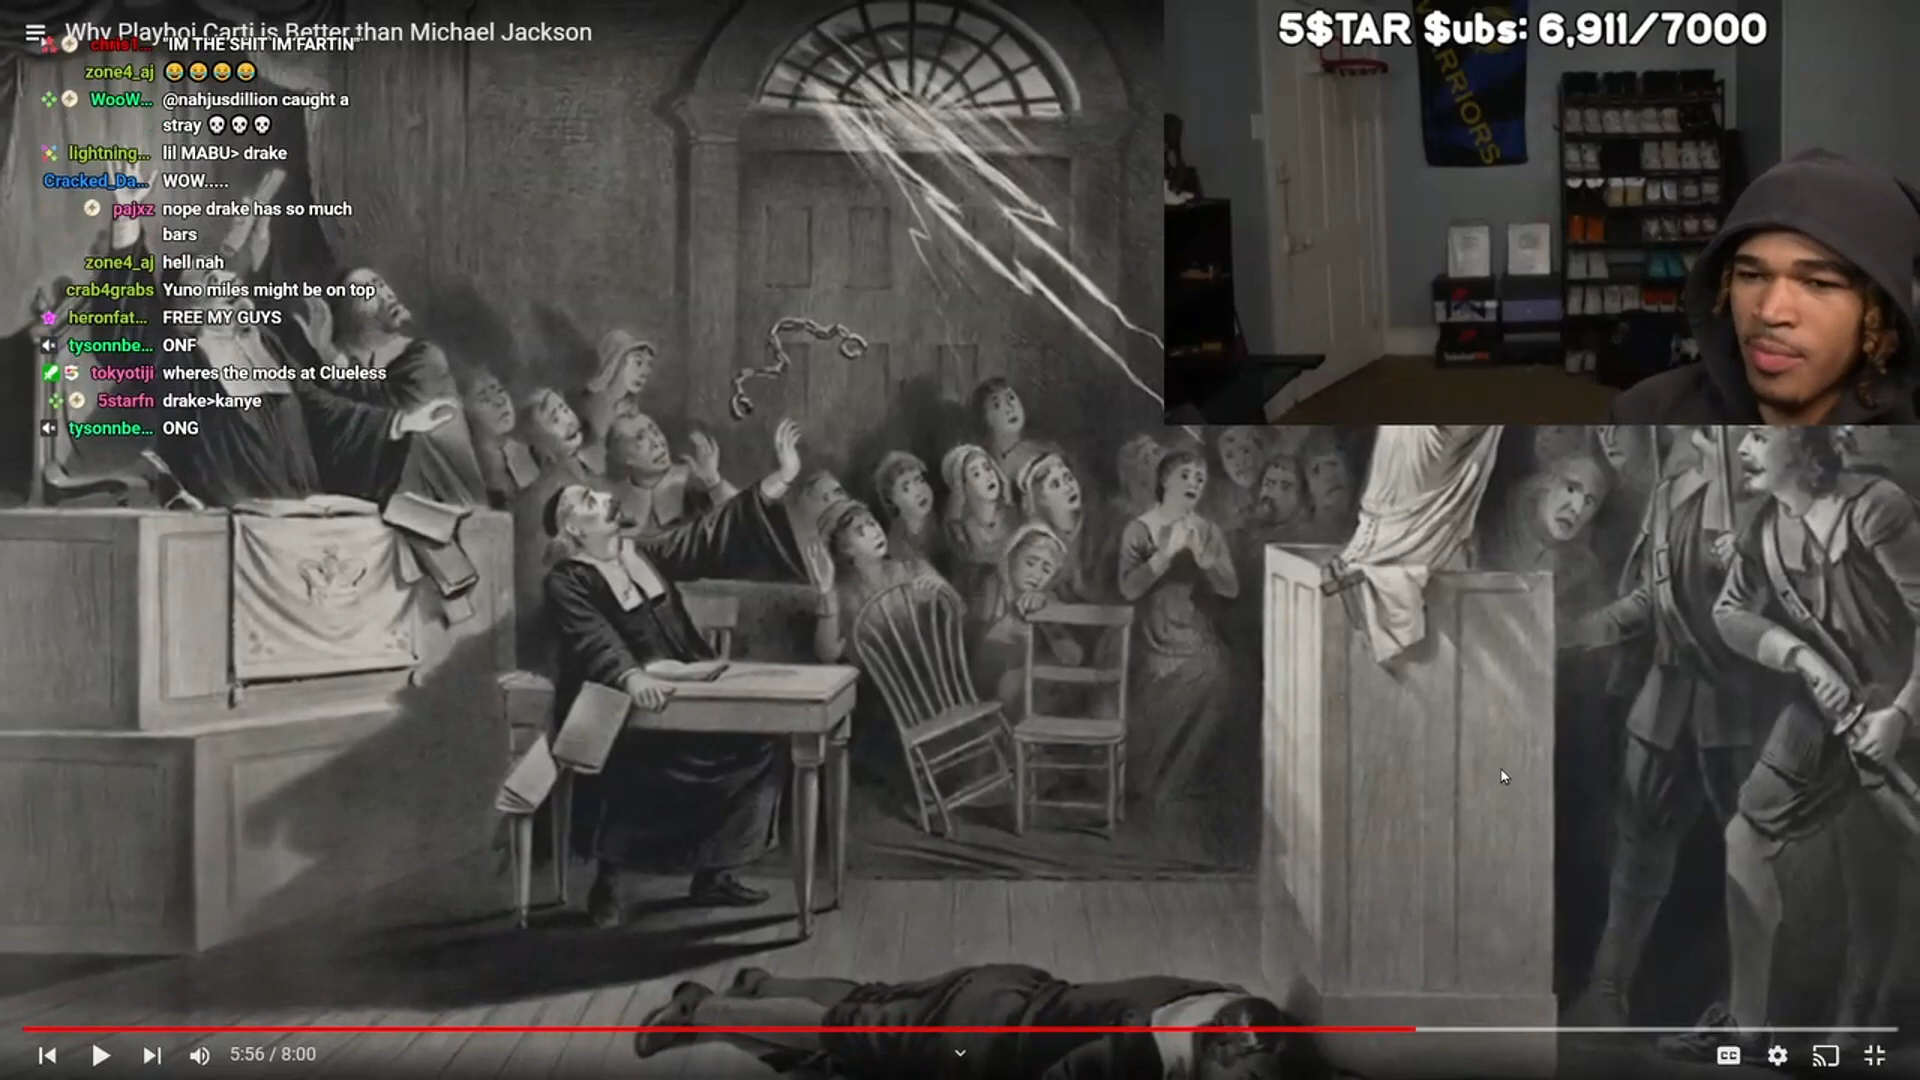 Why Playboi Carti is Better than Michael Jackson
5$TAR $ubs: 6,911/7000
chris1... "IM THE SHIT IM FARTIN"
zone4_aj 😂😂😂😂
WooW... @nahjusdillion caught a
stray 💀💀💀
lightning... lil MABU> drake
Cracked_Da... WOW.....
pajxz nope drake has so much
bars
zone4_aj hell nah
crab4grabs Yuno miles might be on top
heronfat... FREE MY GUYS
tysonnbe... ONF
tokyotiji wheres the mods at Clueless
5starfn drake>kanye
tysonnbe... ONG
WARRIORS
5:56 / 8:00
CC